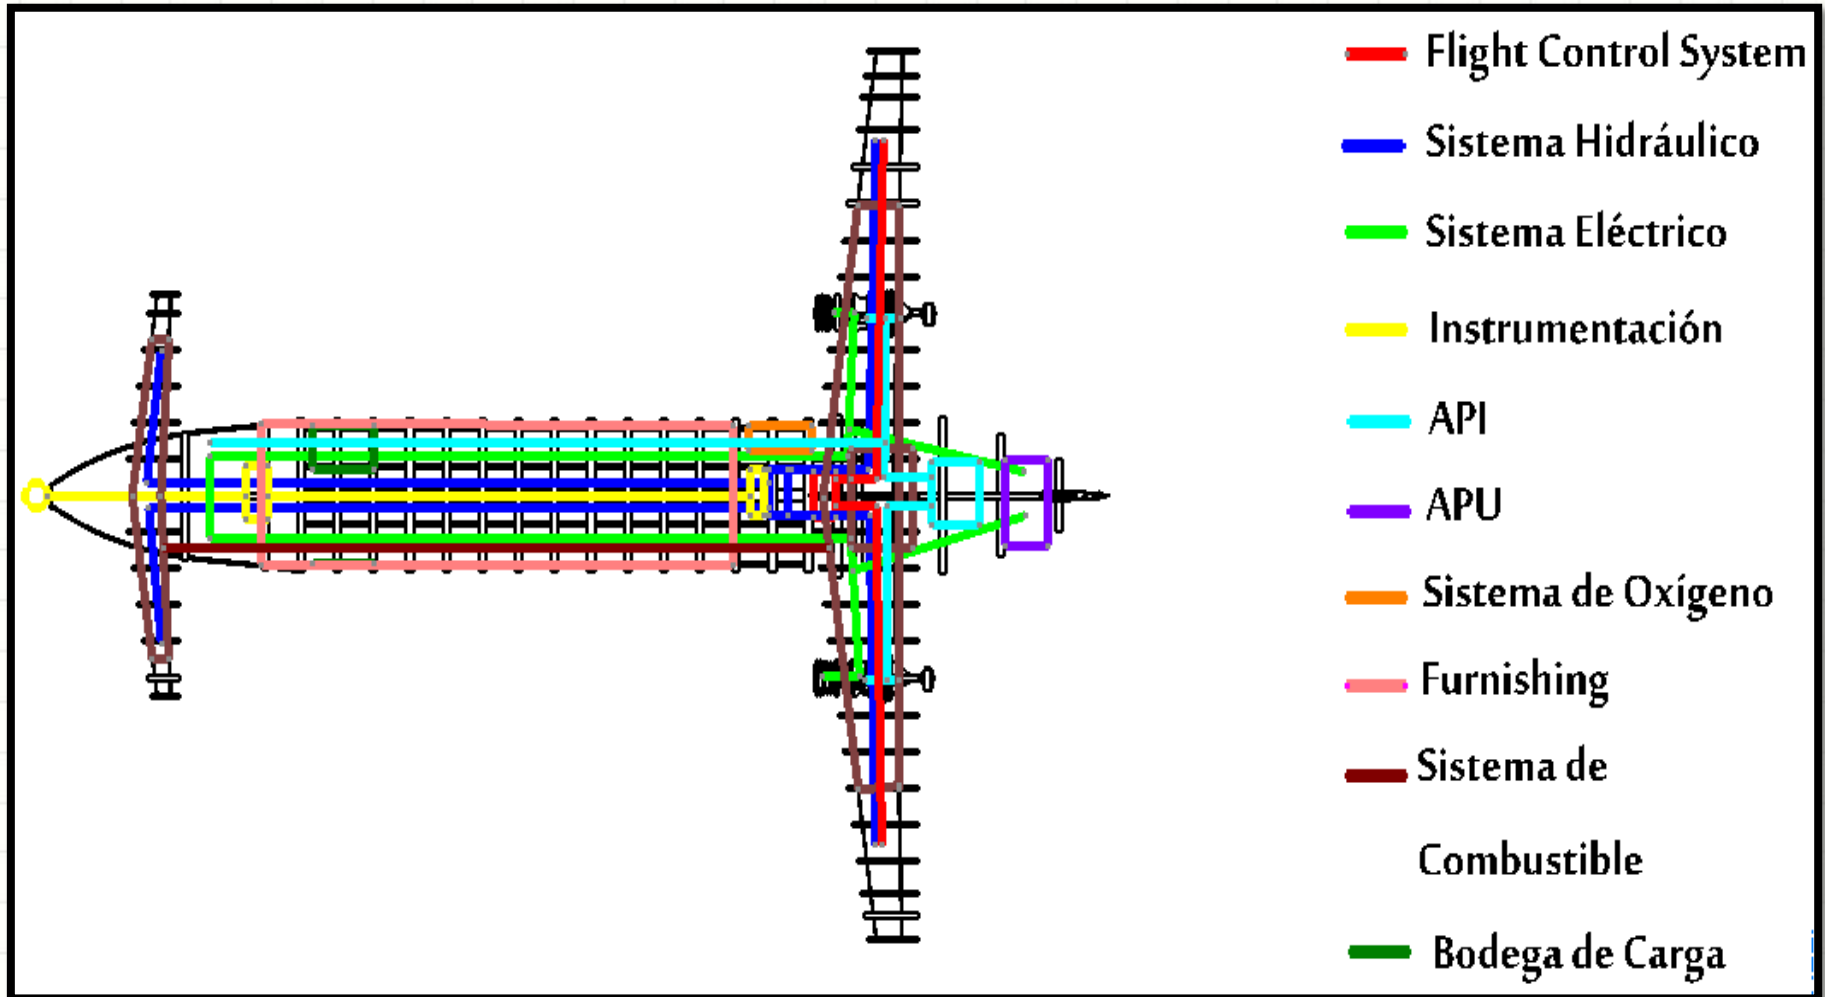 Flight Control System
Sistema Hidráulico
Sistema Eléctrico
Instrumentación
API
APU
Sistema de Oxígeno
Furnishing
Sistema de
Combustible
Bodega de Carga